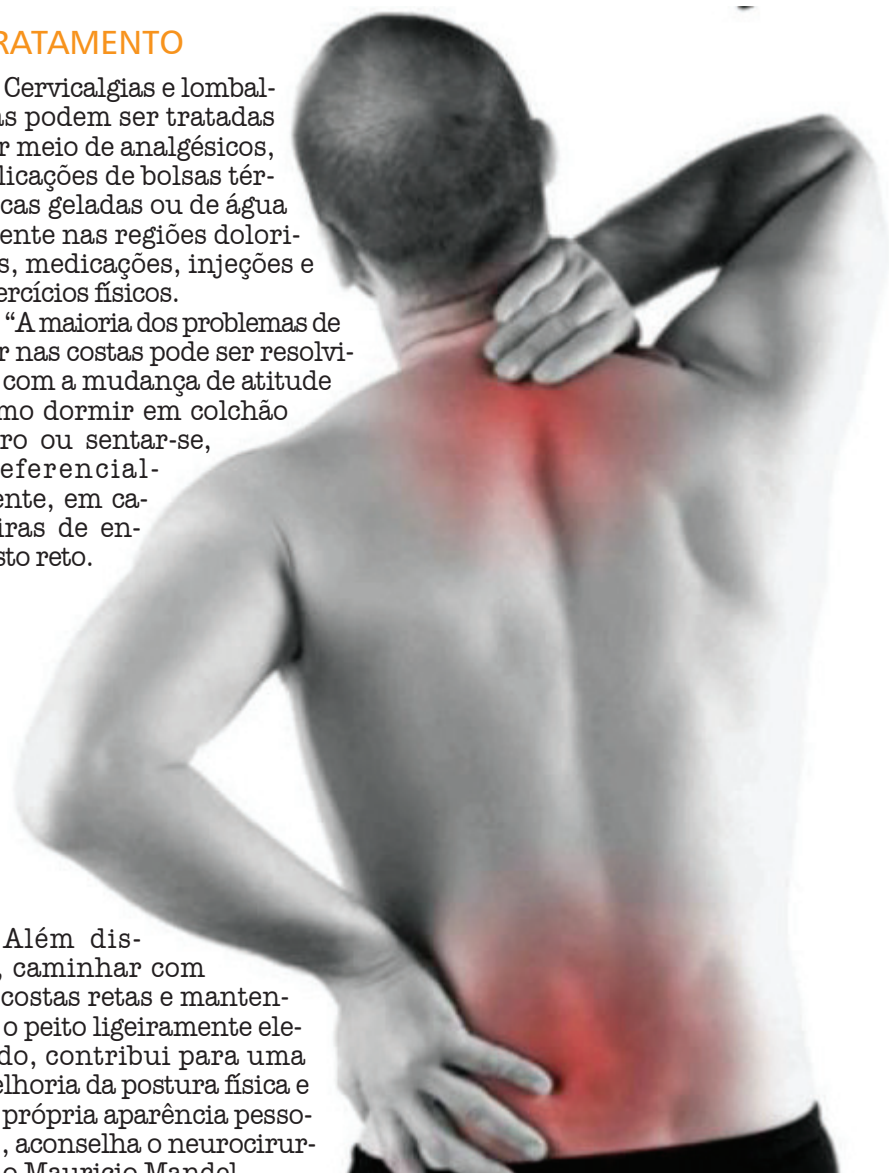 RATAMENTO
Cervicalgias e lombal-
as podem ser tratadas
r meio de analgésicos,
licações de bolsas tér-
cas geladas ou de água
ente nas regiões dolori-
s, medicações, injeções e
ercícios físicos.
“A maioria dos problemas de
r nas costas pode ser resolvi-
com a mudança de atitude
mo dormir em colchão
ro ou sentar-se,
eferencial-
ente, em ca-
iras de en-
sto reto.
Além dis-
, caminhar com
costas retas e manten-
o peito ligeiramente ele-
do, contribui para uma
elhoria da postura física e
própria aparência pesso-
, aconselha o neurocirur-
o Mauricio Mandel